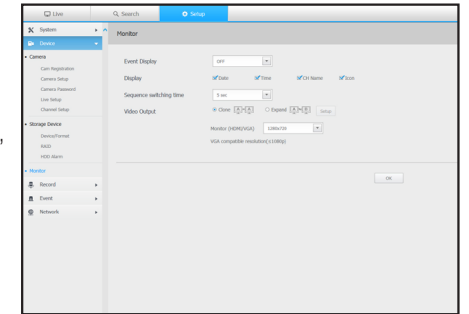 Live
Search
Setup
System
Device
Camera
Cam Registration
Camera Setup
Camera Password
Live Setup
Channel Setup
Storage Device
Device/Format
RAID
HDD Alarm
Monitor
Record
Event
Network
Monitor
Event Display OFF
Display Date Time CH Name Icon
Sequence switching time 5 sec
Video Output Clone Expand Setup
Monitor (HDMI/VGA) 1280x720
VGA compatible resolution(≤1080p)
OK
,